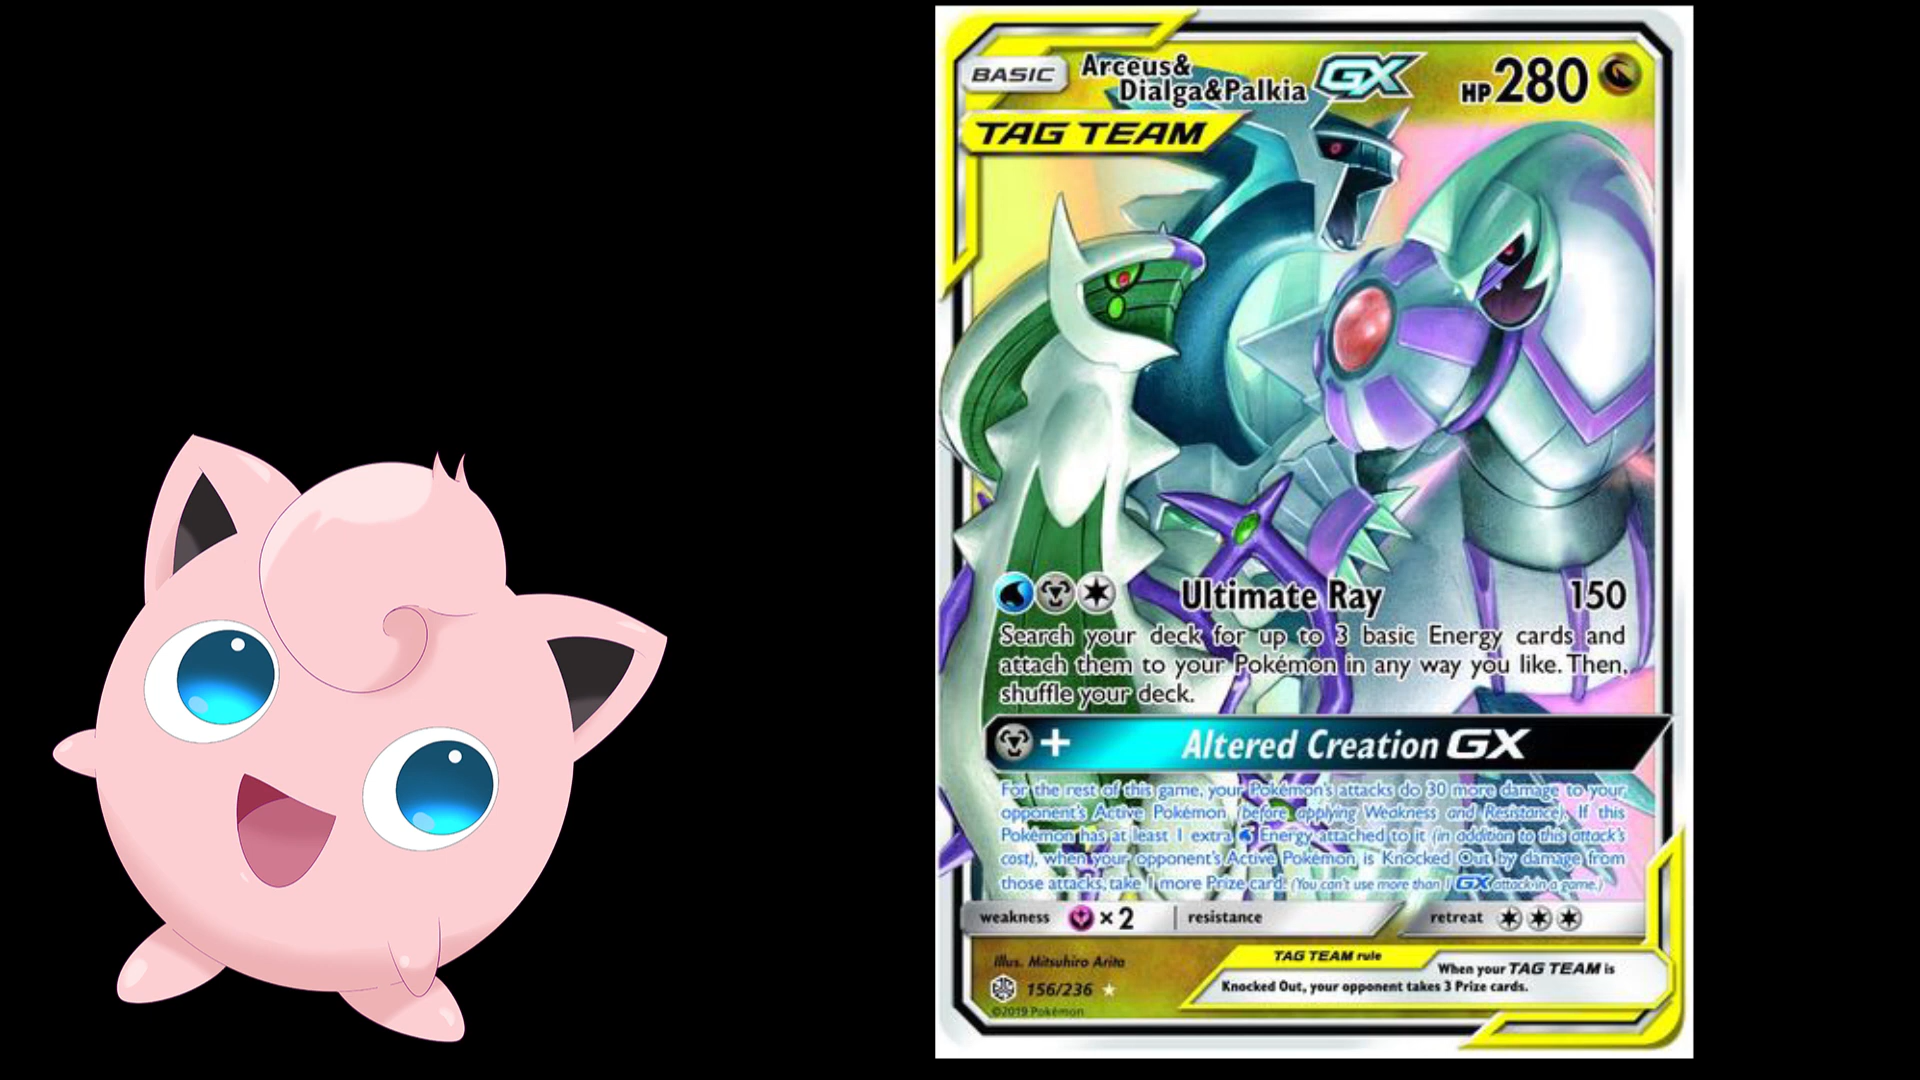 BASIC
Arceus&
Dialga&Palkia GX
HP 280
TAG TEAM
Ultimate Ray 150
Search your deck for up to 3 basic Energy cards and
attach them to your Pokémon in any way you like. Then,
shuffle your deck.
+ Altered Creation GX
For the rest of this game, your Pokémon's attacks do 30 more damage to your
opponent's Active Pokémon (before applying Weakness and Resistance). If this
Pokémon has at least 1 extra Energy attached to it (in addition to this attack's
cost), when your opponent's Active Pokémon is Knocked Out by damage from
those attacks, take 1 more Prize card. (You can't use more than 1 GX attack in a game.)
weakness ×2 resistance retreat
Illus. Mitsuhiro Arita
156/236
©2019 Pokémon
TAG TEAM rule
When your TAG TEAM is
Knocked Out, your opponent takes 3 Prize cards.